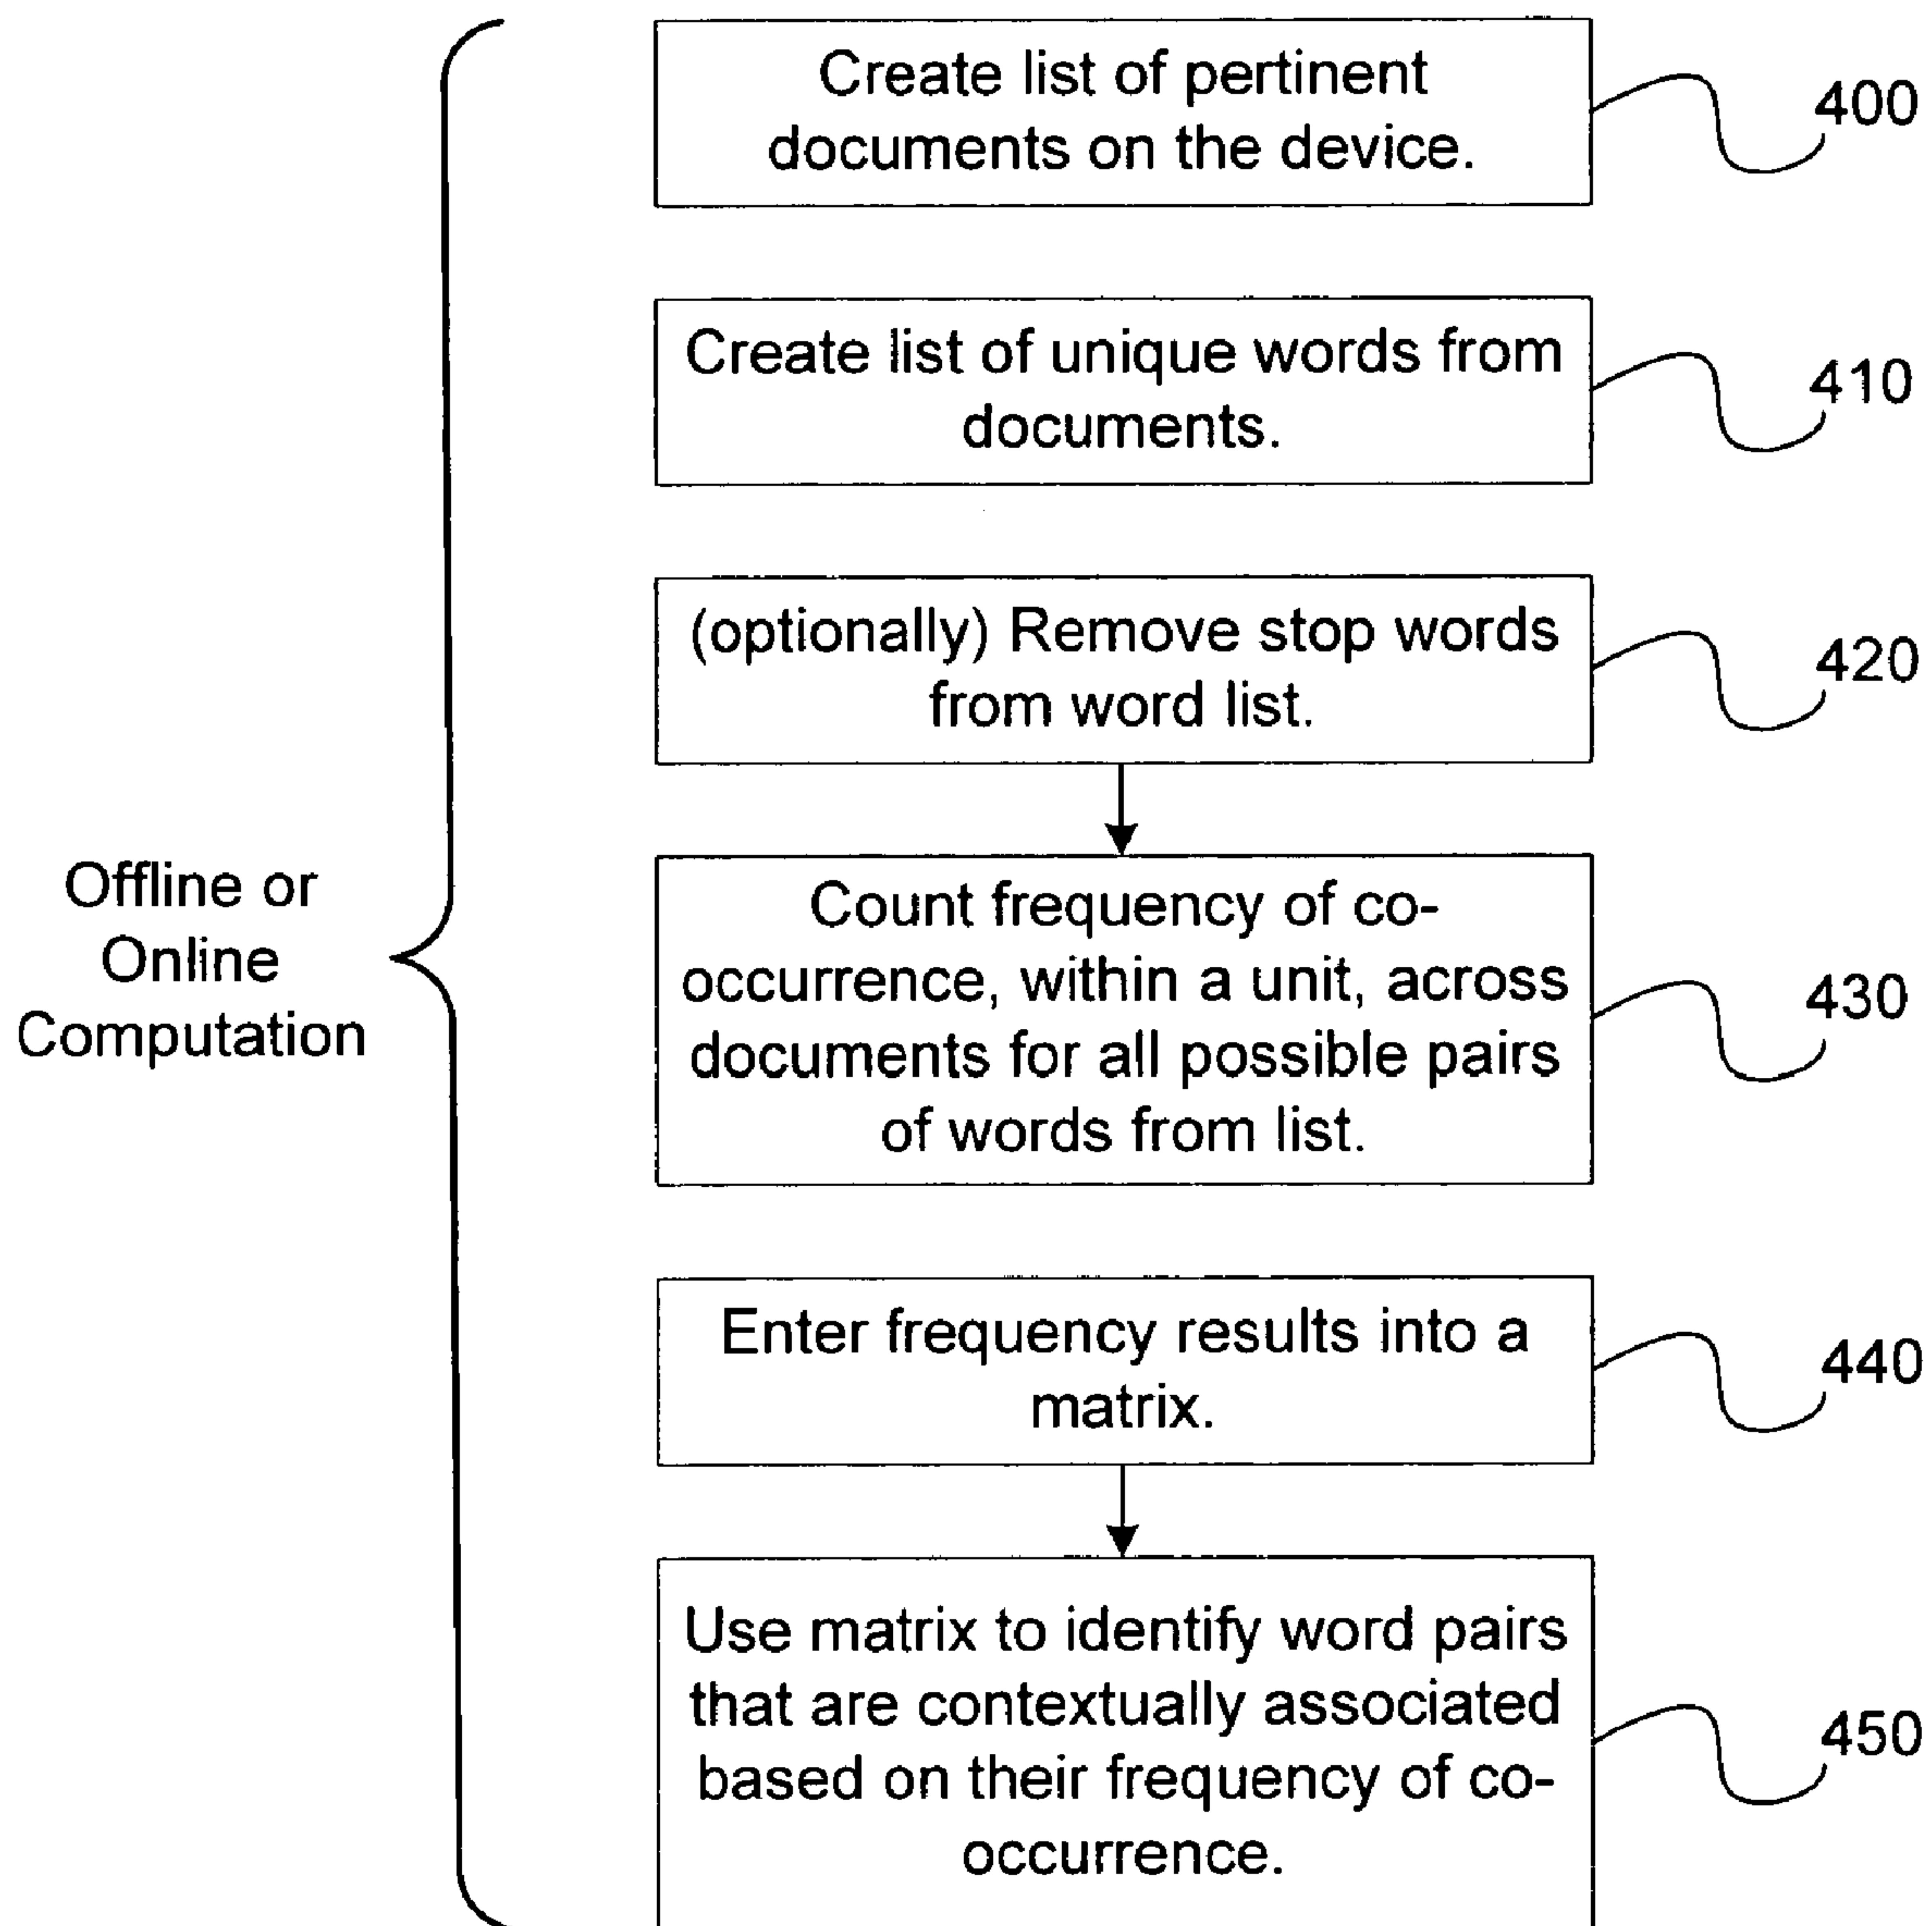 Create list of pertinent
documents on the device.
400
Create list of unique words from
documents.
410
(optionally) Remove stop words
from word list.
420
Offline or
Online
Computation
Count frequency of co-
occurrence, within a unit, across
documents for all possible pairs
of words from list.
430
Enter frequency results into a
matrix.
440
Use matrix to identify word pairs
that are contextually associated
based on their frequency of co-
occurrence.
450